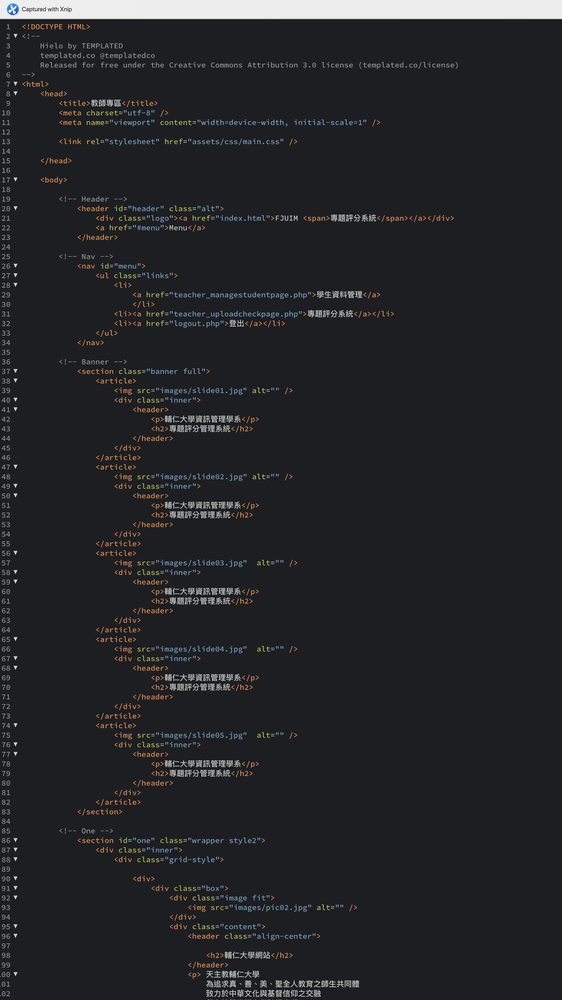 Captured with Xnip
1 <!DOCTYPE HTML>
2 ▼ <!--
3 Hielo by TEMPLATED
4 templated.co @templatedco
5 Released for free under the Creative Commons Attribution 3.0 license (templated.co/license)
6 -->
7 ▼ <html>
8 ▼ <head>
9 <title>教師專區</title>
10 <meta charset="utf-8" />
11 <meta name="viewport" content="width=device-width, initial-scale=1" />
12
13 <link rel="stylesheet" href="assets/css/main.css" />
14
15 </head>
16
17 ▼ <body>
18
19 <!-- Header -->
20 ▼ <header id="header" class="alt">
21 <div class="logo"><a href="index.html">FJUIM <span>專題評分系統</span></a></div>
22 <a href="#menu">Menu</a>
23 </header>
24
25 <!-- Nav -->
26 ▼ <nav id="menu">
27 ▼ <ul class="links">
28 ▼ <li>
29 <a href="teacher_managestudentpage.php">學生資料管理</a>
30 </li>
31 <li><a href="teacher_uploadcheckpage.php">專題評分系統</a></li>
32 <li><a href="logout.php">登出</a></li>
33 </ul>
34 </nav>
35
36 <!-- Banner -->
37 ▼ <section class="banner full">
38 ▼ <article>
39 <img src="images/slide01.jpg" alt="" />
40 ▼ <div class="inner">
41 ▼ <header>
42 <p>輔仁大學資訊管理學系</p>
43 <h2>專題評分管理系統</h2>
44 </header>
45 </div>
46 </article>
47 ▼ <article>
48 <img src="images/slide02.jpg" alt="" />
49 ▼ <div class="inner">
50 ▼ <header>
51 <p>輔仁大學資訊管理學系</p>
52 <h2>專題評分管理系統</h2>
53 </header>
54 </div>
55 </article>
56 ▼ <article>
57 <img src="images/slide03.jpg"  alt="" />
58 ▼ <div class="inner">
59 ▼ <header>
60 <p>輔仁大學資訊管理學系</p>
61 <h2>專題評分管理系統</h2>
62 </header>
63 </div>
64 </article>
65 ▼ <article>
66 <img src="images/slide04.jpg"  alt="" />
67 ▼ <div class="inner">
68 ▼ <header>
69 <p>輔仁大學資訊管理學系</p>
70 <h2>專題評分管理系統</h2>
71 </header>
72 </div>
73 </article>
74 ▼ <article>
75 <img src="images/slide05.jpg"  alt="" />
76 ▼ <div class="inner">
77 ▼ <header>
78 <p>輔仁大學資訊管理學系</p>
79 <h2>專題評分管理系統</h2>
80 </header>
81 </div>
82 </article>
83 </section>
84
85 <!-- One -->
86 ▼ <section id="one" class="wrapper style2">
87 ▼ <div class="inner">
88 ▼ <div class="grid-style">
89
90 ▼ <div>
91 ▼ <div class="box">
92 ▼ <div class="image fit">
93 <img src="images/pic02.jpg" alt="" />
94 </div>
95 ▼ <div class="content">
96 ▼ <header class="align-center">
97
98 <h2>輔仁大學網站</h2>
99 </header>
100 ▼ <p> 天主教輔仁大學
101 為追求真、善、美、聖全人教育之師生共同體
102 致力於中華文化與基督信仰之交融